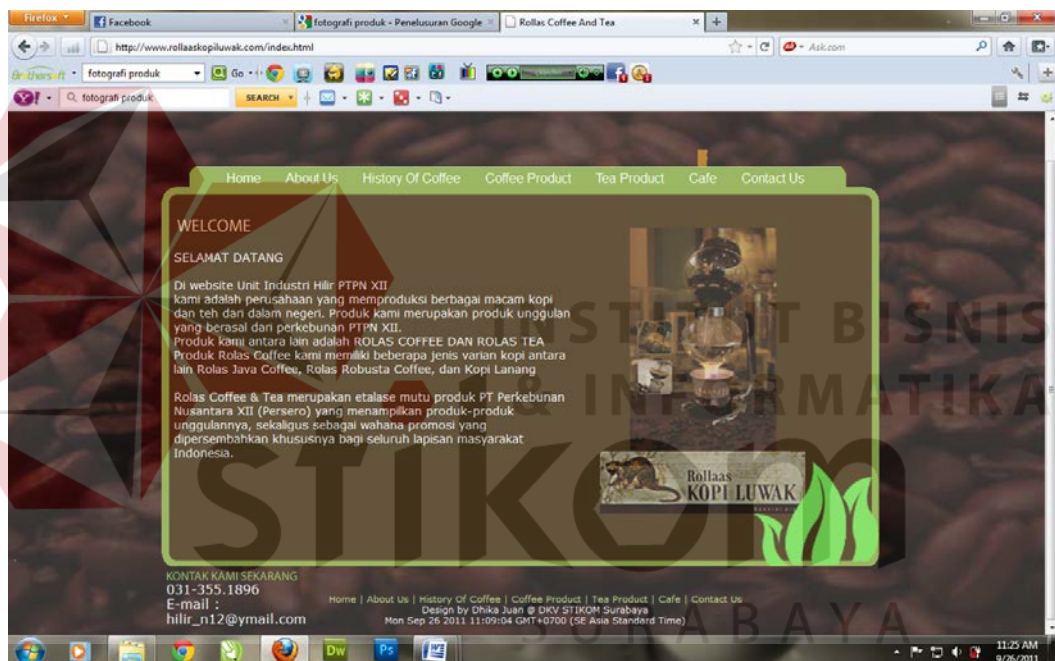 Firefox
Facebook
fotografi produk - Penelusuran Google
Rollas Coffee And Tea
http://www.rollaaskopiluwak.com/index.html
Ask.com
fotografi produk
Go
fotografi produk
SEARCH
Home About Us History Of Coffee Coffee Product Tea Product Cafe Contact Us
WELCOME
SELAMAT DATANG
Di website Unit Industri Hilir PTPN XII
kami adalah perusahaan yang memproduksi berbagai macam kopi
dan teh dari dalam negeri. Produk kami merupakan produk unggulan
yang berasal dari perkebunan PTPN XII.
Produk kami antara lain adalah ROLAS COFFEE DAN ROLAS TEA
Produk Rolas Coffee kami memiliki beberapa jenis varian kopi antara
lain Rolas Java Coffee, Rolas Robusta Coffee, dan Kopi Lanang
Rolas Coffee & Tea merupakan etalase mutu produk PT Perkebunan
Nusantara XII (Persero) yang menampilkan produk-produk
unggulannya, sekaligus sebagai wahana promosi yang
dipersembahkan khususnya bagi seluruh lapisan masyarakat
Indonesia.
Rollaas
KOPI LUWAK
INSTITUT BISNIS
& INFORMATIKA
STIKOM
SURABAYA
KONTAK KAMI SEKARANG
031-355.1896
E-mail :
hilir_n12@ymail.com
Home | About Us | History Of Coffee | Coffee Product | Tea Product | Cafe | Contact Us
Design by Dhika Juan @ DKV STIKOM Surabaya
Mon Sep 26 2011 11:09:04 GMT+0700 (SE Asia Standard Time)
Dw
Ps
11:25 AM
9/26/2011